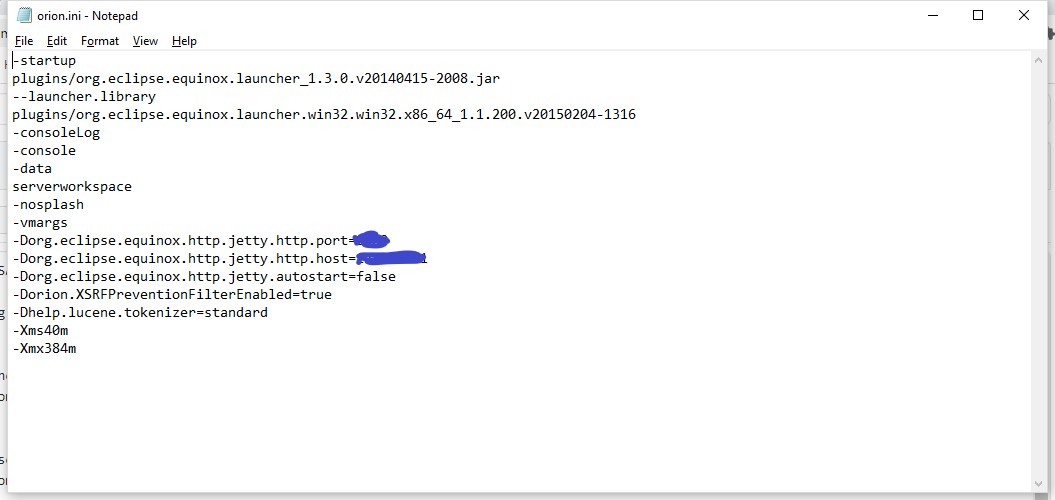 orion.ini - Notepad
File Edit Format View Help
-startup
plugins/org.eclipse.equinox.launcher_1.3.0.v20140415-2008.jar
--launcher.library
plugins/org.eclipse.equinox.launcher.win32.win32.x86_64_1.1.200.v20150204-1316
-consoleLog
-console
-data
serverworkspace
-nosplash
-vmargs
-Dorg.eclipse.equinox.http.jetty.http.port=
-Dorg.eclipse.equinox.http.jetty.http.host=
-Dorg.eclipse.equinox.http.jetty.autostart=false
-Dorion.XSRFPreventionFilterEnabled=true
-Dhelp.lucene.tokenizer=standard
-Xms40m
-Xmx384m